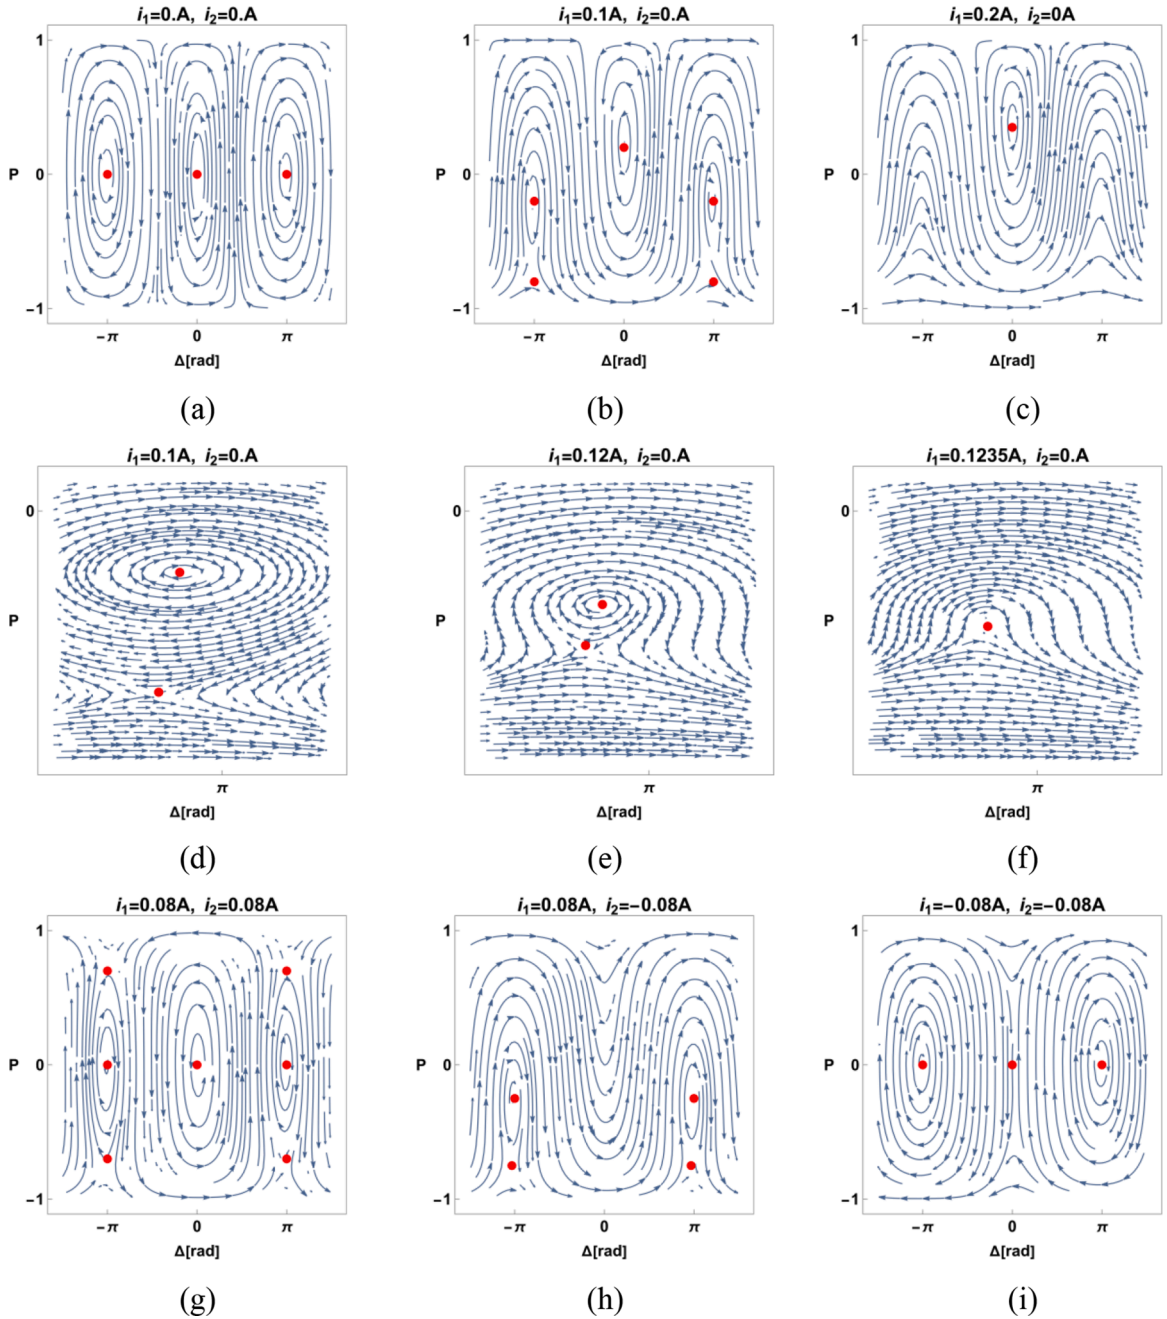 i1=0.A, i2=0.A
i1=0.1A, i2=0.A
i1=0.2A, i2=0A
1
0
−1
P
−π
0
π
Δ[rad]
1
0
−1
P
−π
0
π
Δ[rad]
1
0
−1
P
−π
0
π
Δ[rad]
(a)
(b)
(c)
i1=0.1A, i2=0.A
i1=0.12A, i2=0.A
i1=0.1235A, i2=0.A
0
P
π
Δ[rad]
0
P
π
Δ[rad]
0
P
π
Δ[rad]
(d)
(e)
(f)
i1=0.08A, i2=0.08A
i1=0.08A, i2=−0.08A
i1=−0.08A, i2=−0.08A
1
0
−1
P
−π
0
π
Δ[rad]
1
0
−1
P
−π
0
π
Δ[rad]
1
0
−1
P
−π
0
π
Δ[rad]
(g)
(h)
(i)